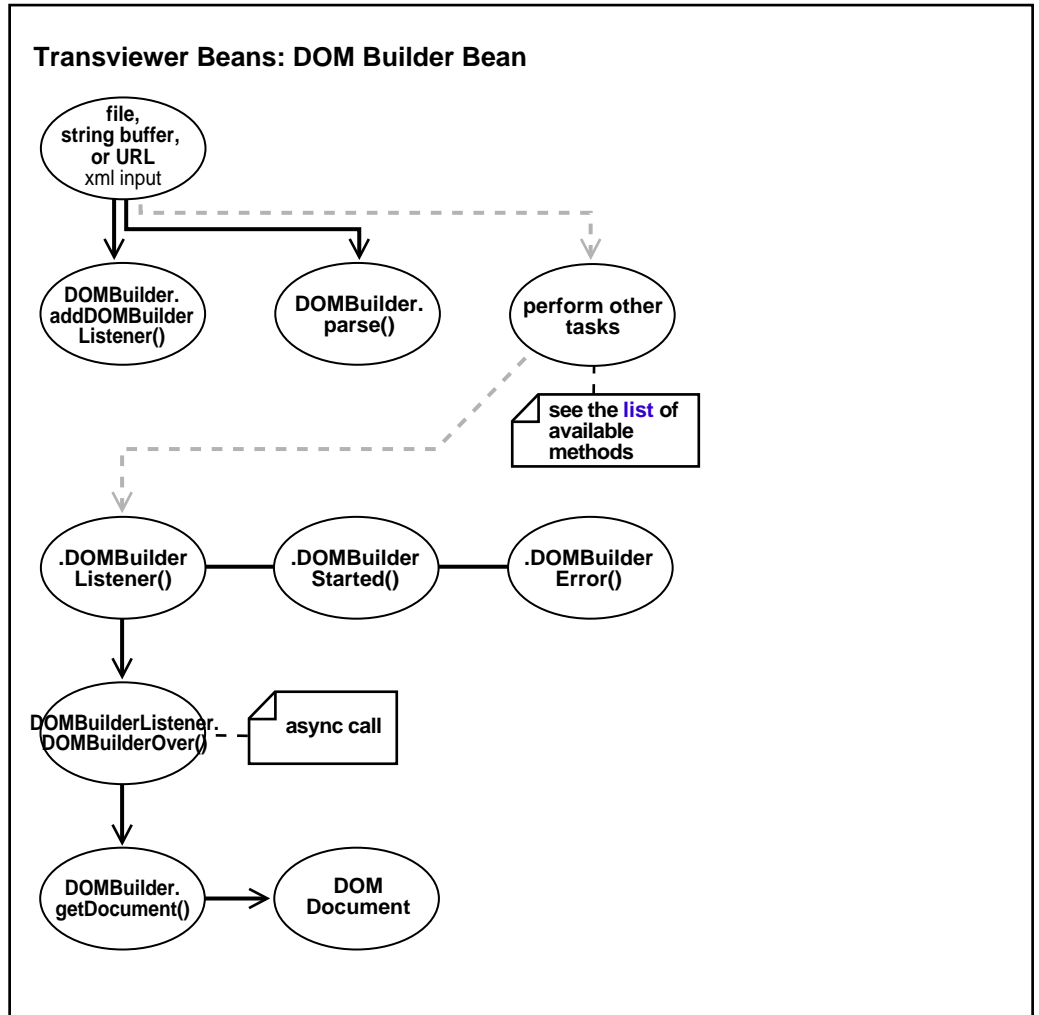 Transviewer Beans: DOM Builder Bean
file,
string buffer,
or URL
xml input
DOMBuilder.
addDOMBuilder
Listener()
DOMBuilder.
parse()
perform other
tasks
see the list of
available
methods
.DOMBuilder
Listener()
.DOMBuilder
Started()
.DOMBuilder
Error()
DOMBuilderListener.
DOMBuilderOver()
async call
DOMBuilder.
getDocument()
DOM
Document